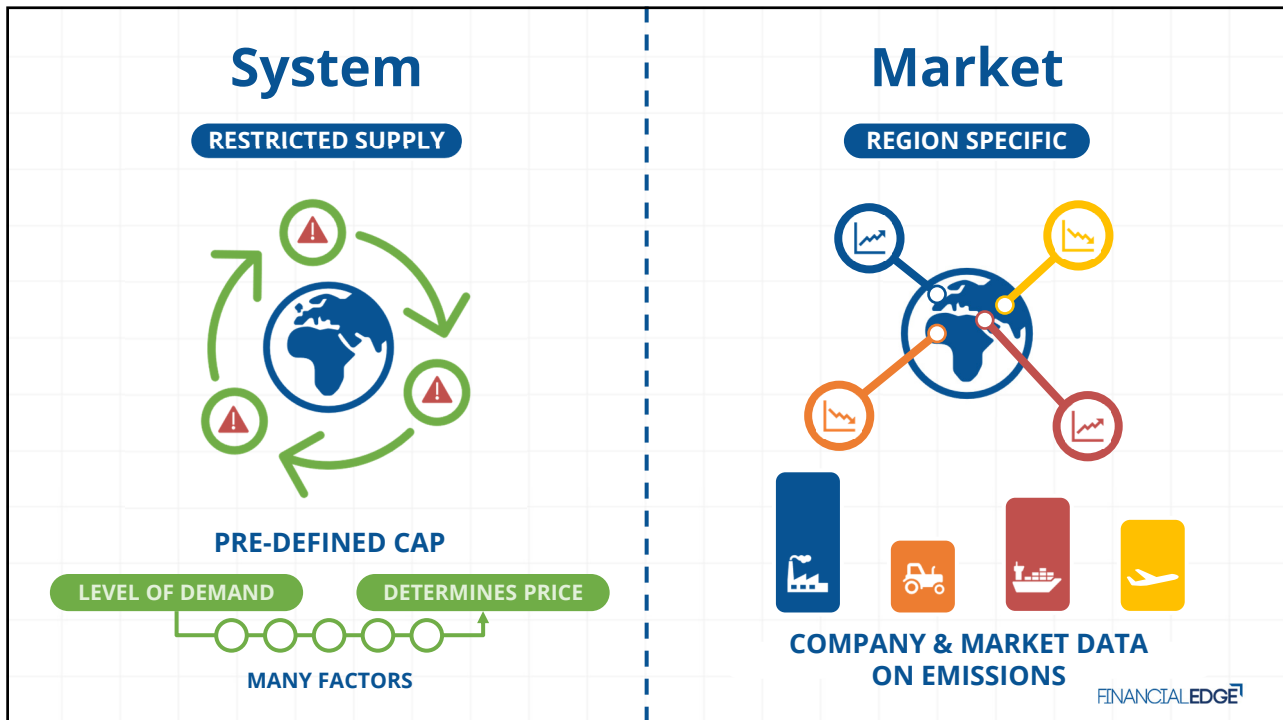 System
RESTRICTED SUPPLY
PRE-DEFINED CAP
LEVEL OF DEMAND
DETERMINES PRICE
MANY FACTORS
Market
REGION SPECIFIC
COMPANY & MARKET DATA
ON EMISSIONS
FINANCIALEDGE